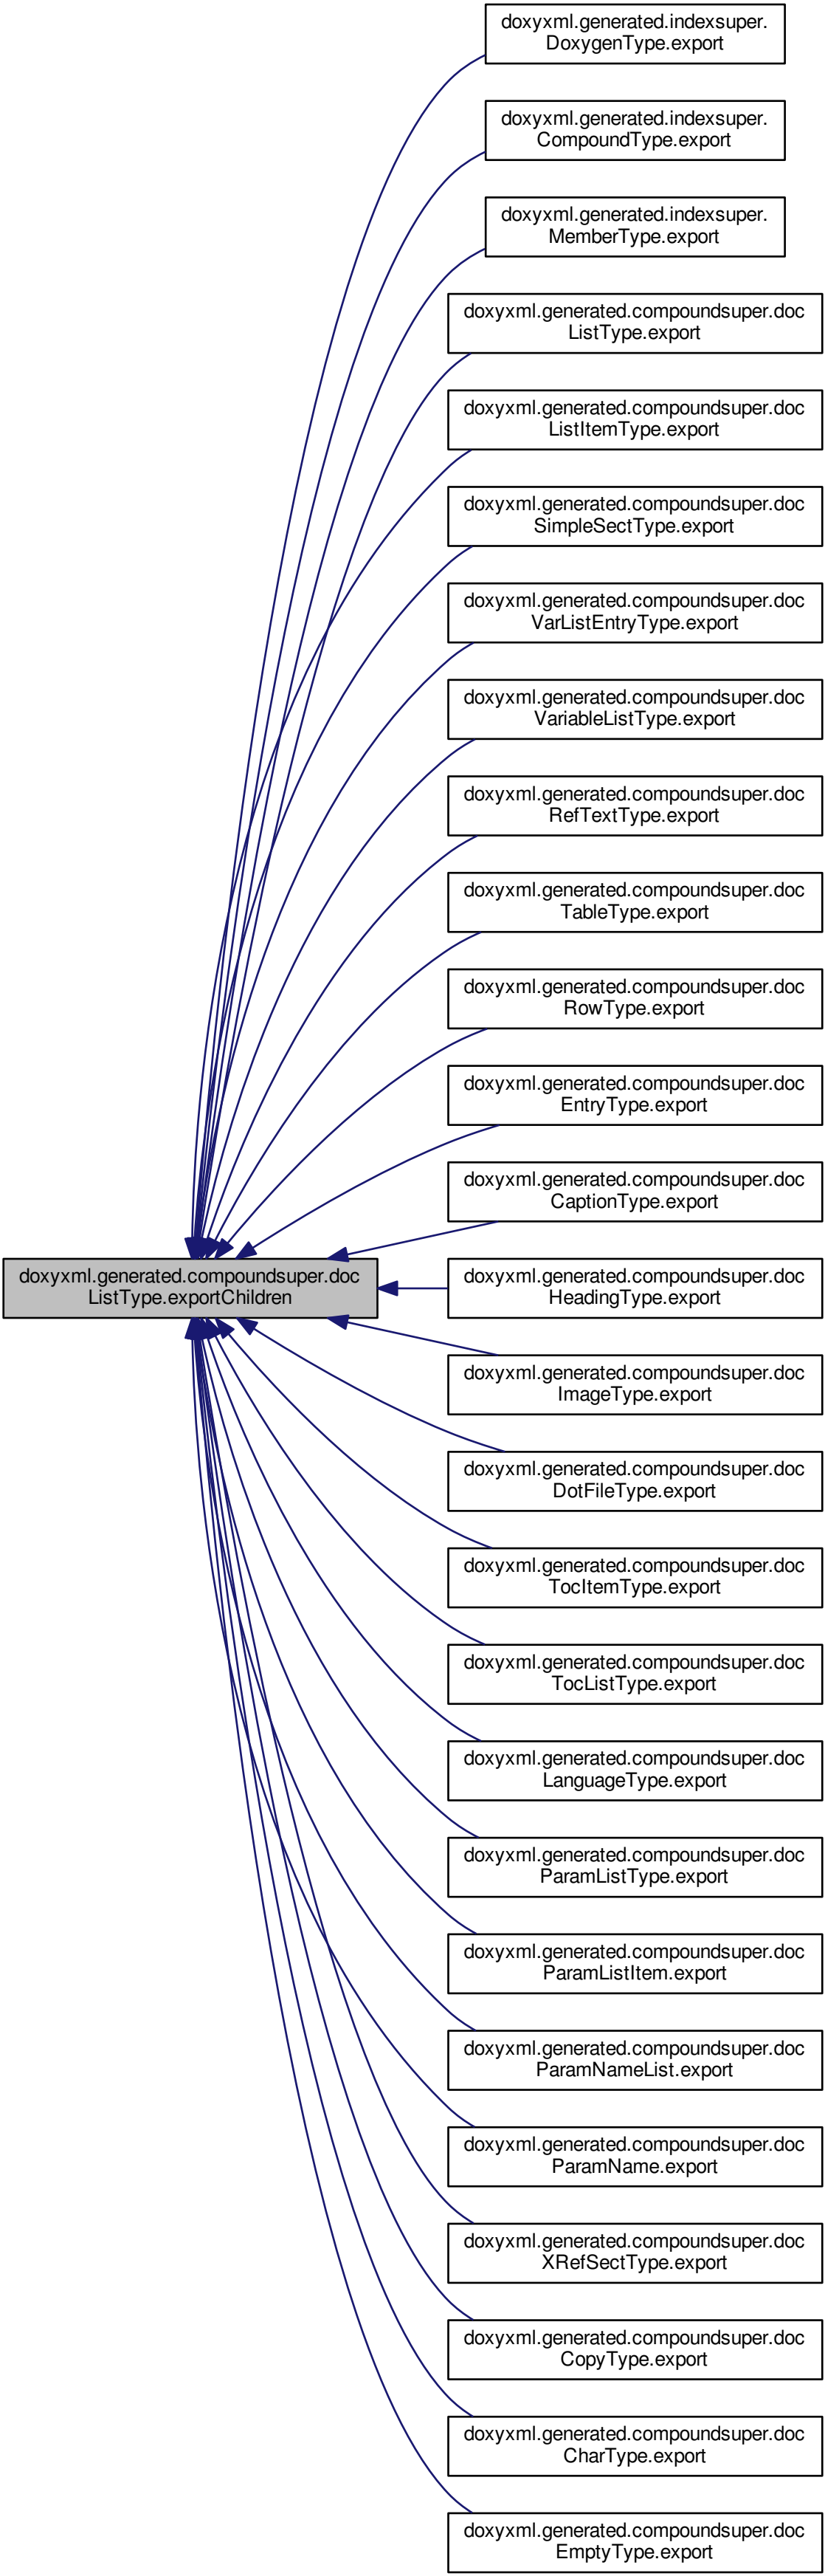 doxyxml.generated.indexsuper.
DoxygenType.export
doxyxml.generated.indexsuper.
CompoundType.export
doxyxml.generated.indexsuper.
MemberType.export
doxyxml.generated.compoundsuper.doc
ListType.export
doxyxml.generated.compoundsuper.doc
ListItemType.export
doxyxml.generated.compoundsuper.doc
SimpleSectType.export
doxyxml.generated.compoundsuper.doc
VarListEntryType.export
doxyxml.generated.compoundsuper.doc
VariableListType.export
doxyxml.generated.compoundsuper.doc
RefTextType.export
doxyxml.generated.compoundsuper.doc
TableType.export
doxyxml.generated.compoundsuper.doc
RowType.export
doxyxml.generated.compoundsuper.doc
EntryType.export
doxyxml.generated.compoundsuper.doc
CaptionType.export
doxyxml.generated.compoundsuper.doc
ListType.exportChildren
doxyxml.generated.compoundsuper.doc
HeadingType.export
doxyxml.generated.compoundsuper.doc
ImageType.export
doxyxml.generated.compoundsuper.doc
DotFileType.export
doxyxml.generated.compoundsuper.doc
TocItemType.export
doxyxml.generated.compoundsuper.doc
TocListType.export
doxyxml.generated.compoundsuper.doc
LanguageType.export
doxyxml.generated.compoundsuper.doc
ParamListType.export
doxyxml.generated.compoundsuper.doc
ParamListItem.export
doxyxml.generated.compoundsuper.doc
ParamNameList.export
doxyxml.generated.compoundsuper.doc
ParamName.export
doxyxml.generated.compoundsuper.doc
XRefSectType.export
doxyxml.generated.compoundsuper.doc
CopyType.export
doxyxml.generated.compoundsuper.doc
CharType.export
doxyxml.generated.compoundsuper.doc
EmptyType.export